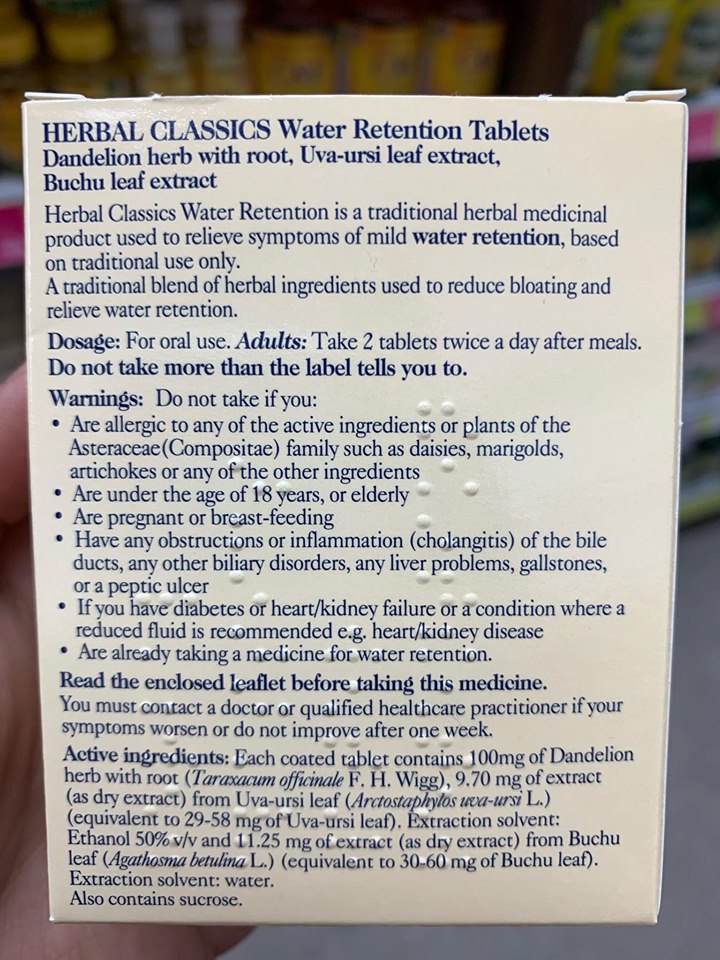 HERBAL CLASSICS Water Retention Tablets
Dandelion herb with root, Uva-ursi leaf extract,
Buchu leaf extract
Herbal Classics Water Retention is a traditional herbal medicinal
product used to relieve symptoms of mild water retention, based
on traditional use only.
A traditional blend of herbal ingredients used to reduce bloating and
relieve water retention.
Dosage: For oral use. Adults: Take 2 tablets twice a day after meals.
Do not take more than the label tells you to.
Warnings: Do not take if you:
• Are allergic to any of the active ingredients or plants of the
Asteraceae(Compositae) family such as daisies, marigolds,
artichokes or any of the other ingredients
• Are under the age of 18 years, or elderly
• Are pregnant or breast-feeding
• Have any obstructions or inflammation (cholangitis) of the bile
ducts, any other biliary disorders, any liver problems, gallstones,
or a peptic ulcer
• If you have diabetes or heart/kidney failure or a condition where a
reduced fluid is recommended e.g. heart/kidney disease
• Are already taking a medicine for water retention.
Read the enclosed leaflet before taking this medicine.
You must contact a doctor or qualified healthcare practitioner if your
symptoms worsen or do not improve after one week.
Active ingredients: Each coated tablet contains 100mg of Dandelion
herb with root (Taraxacum officinale F. H. Wigg), 9.70 mg of extract
(as dry extract) from Uva-ursi leaf (Arctostaphylos uva-ursi L.)
(equivalent to 29-58 mg of Uva-ursi leaf). Extraction solvent:
Ethanol 50% v/v and 11.25 mg of extract (as dry extract) from Buchu
leaf (Agathosma betulina L.) (equivalent to 30-60 mg of Buchu leaf).
Extraction solvent: water.
Also contains sucrose.